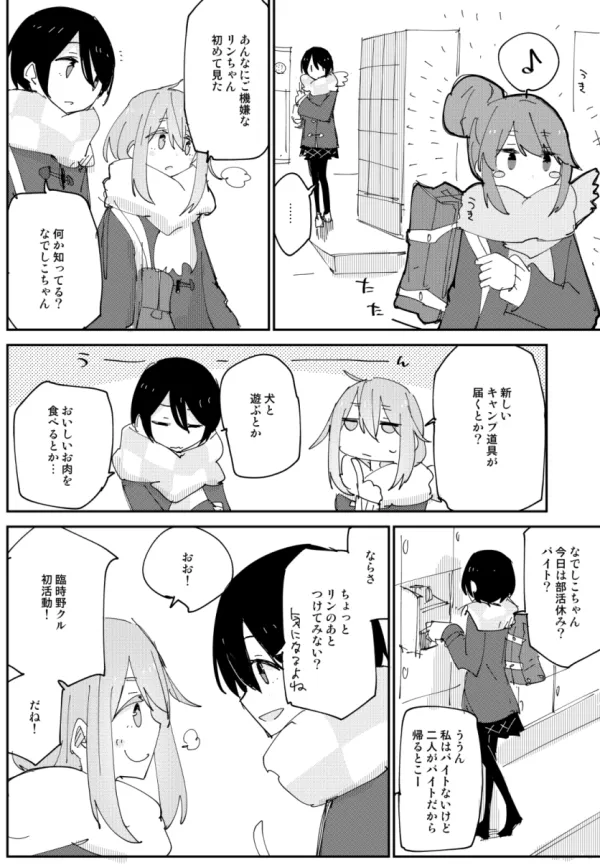 ♪
うき
うき
たた
……
あんなにご機嫌な
リンちゃん
初めて見た
何か知ってる？
なでしこちゃん
うーーん
新しい
キャンプ道具が
届くとか？
犬と
遊ぶとか
おいしいお肉を
食べるとか…
なでしこちゃん
今日は部活休み？
バイト？
ううん
私はバイトないけど
二人がバイトだから
帰るとこー
ならさ
ちょっと
リンのあと
つけてみない？
気になるよね
おお！
臨時野クル
初活動！
だね！